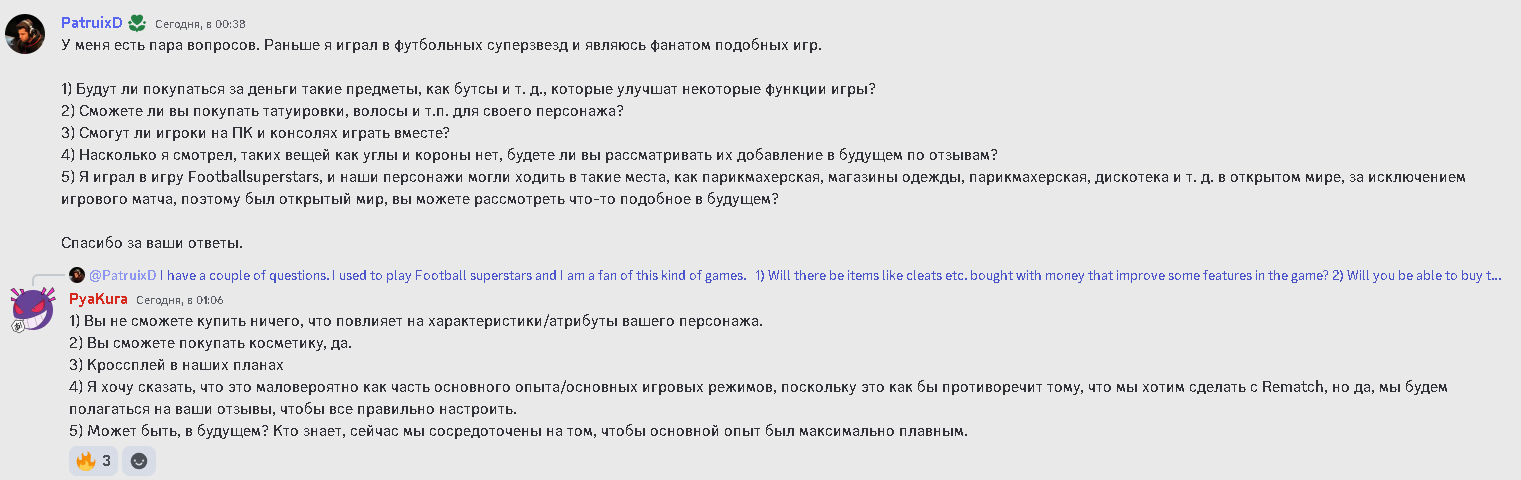 PatruixD Сегодня, в 00:38
У меня есть пара вопросов. Раньше я играл в футбольных суперзвезд и являюсь фанатом подобных игр.
1) Будут ли покупаться за деньги такие предметы, как бутсы и т. д., которые улучшат некоторые функции игры?
2) Сможете ли вы покупать татуировки, волосы и т.п. для своего персонажа?
3) Смогут ли игроки на ПК и консолях играть вместе?
4) Насколько я смотрел, таких вещей как углы и короны нет, будете ли вы рассматривать их добавление в будущем по отзывам?
5) Я играл в игру Footballsuperstars, и наши персонажи могли ходить в такие места, как парикмахерская, магазины одежды, парикмахерская, дискотека и т. д. в открытом мире, за исключением
игрового матча, поэтому был открытый мир, вы можете рассмотреть что-то подобное в будущем?
Спасибо за ваши ответы.
@PatruixD I have a couple of questions. I used to play Football superstars and I am a fan of this kind of games. 1) Will there be items like cleats etc. bought with money that improve some features in the game? 2) Will you be able to buy t...
PyaKura Сегодня, в 01:06
1) Вы не сможете купить ничего, что повлияет на характеристики/атрибуты вашего персонажа.
2) Вы сможете покупать косметику, да.
3) Кроссплей в наших планах
4) Я хочу сказать, что это маловероятно как часть основного опыта/основных игровых режимов, поскольку это как бы противоречит тому, что мы хотим сделать с Rematch, но да, мы будем
полагаться на ваши отзывы, чтобы все правильно настроить.
5) Может быть, в будущем? Кто знает, сейчас мы сосредоточены на том, чтобы основной опыт был максимально плавным.
3